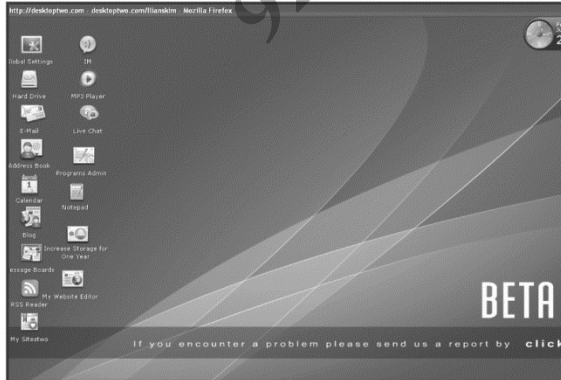 http://desktoptwo.com - desktoptwo.com/lilianskim - Mozilla Firefox
lobal Settings
IM
Hard Drive
MP3 Player
E-Mail
Live Chat
Address Book
Programs Admin
Calendar
Notepad
Blog
Increase Storage for
One Year
essage Boards
My Website Editor
RSS Reader
My Sitestwo
BETA
If you encounter a problem please send us a report by click